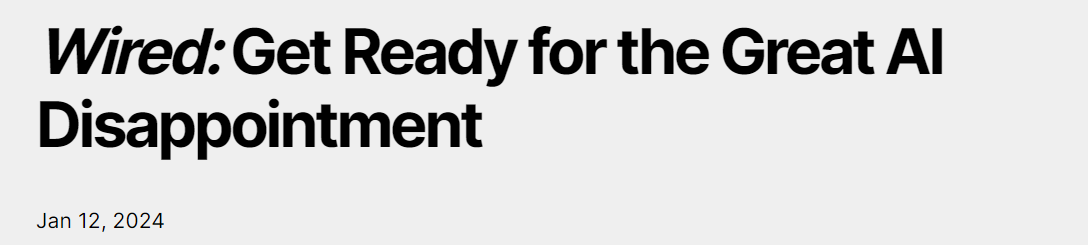 Wired: Get Ready for the Great AI
Disappointment
Jan 12, 2024